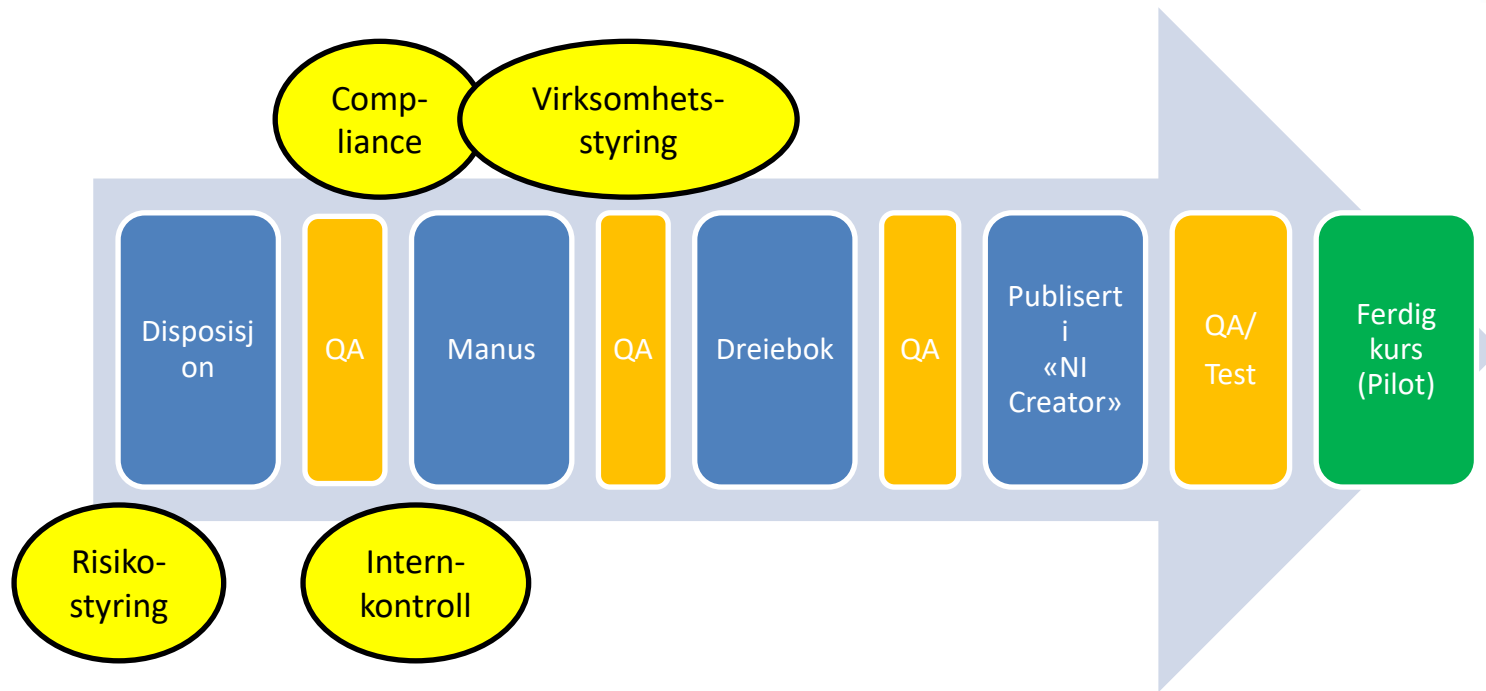 Comp-
liance
Virksomhets-
styring
Disposisj
on
QA
Manus
QA
Dreiebok
QA
Publisert
i
«NI
Creator»
QA/
Test
Ferdig
kurs
(Pilot)
Risiko-
styring
Intern-
kontroll